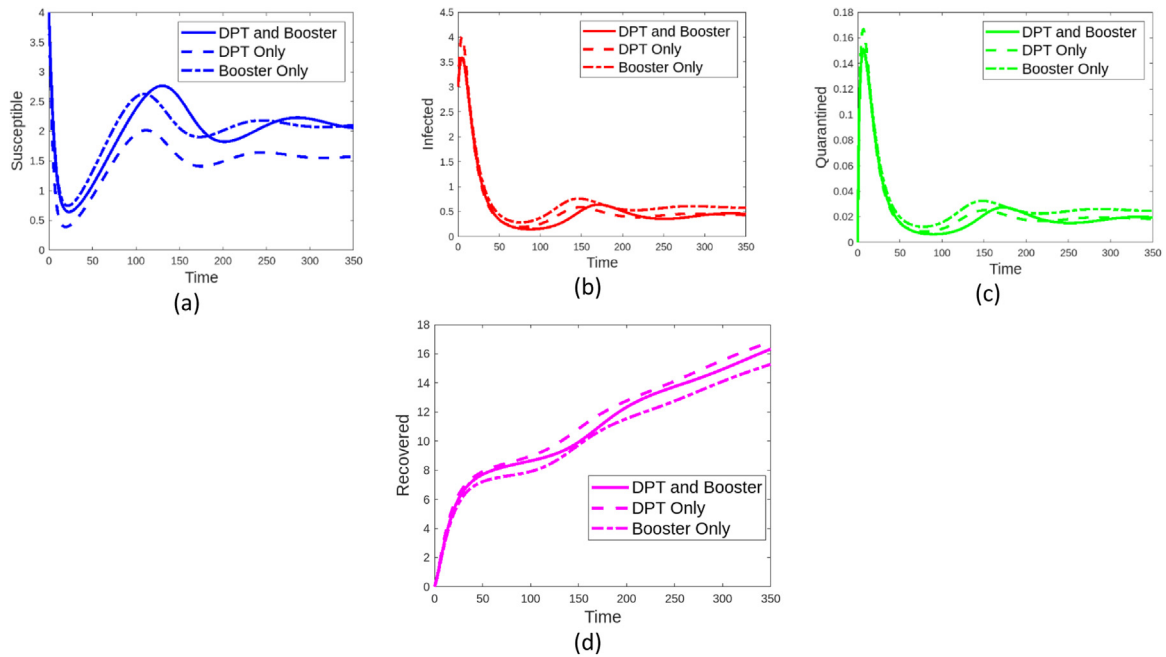 4
3.5
3
2.5
2
1.5
1
0.5
0
Susceptible
DPT and Booster
DPT Only
Booster Only
0 50 100 150 200 250 300 350
Time
(a)
4.5
4
3.5
3
2.5
2
1.5
1
0.5
0
Infected
DPT and Booster
DPT Only
Booster Only
0 50 100 150 200 250 300 350
Time
(b)
0.18
0.16
0.14
0.12
0.1
0.08
0.06
0.04
0.02
0
Quarantined
DPT and Booster
DPT Only
Booster Only
0 50 100 150 200 250 300 350
Time
(c)
18
16
14
12
10
8
6
4
2
0
Recovered
DPT and Booster
DPT Only
Booster Only
0 50 100 150 200 250 300 350
Time
(d)